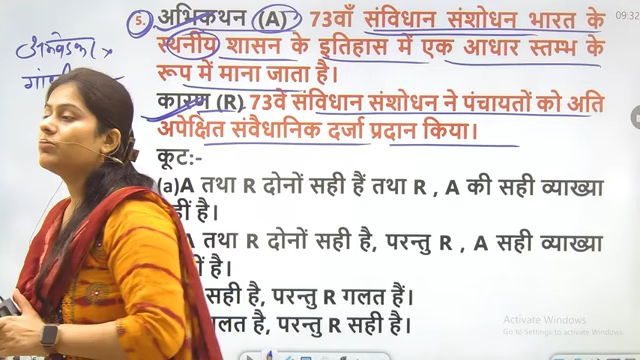 09:32
5. अभिकथन (A) 73वाँ संविधान संशोधन भारत के
स्थनीय शासन के इतिहास में एक आधार स्तम्भ के
रूप में माना जाता है।
कारण (R) 73वें संविधान संशोधन ने पंचायतों को अति
अपेक्षित संवैधानिक दर्जा प्रदान किया।
कूट:-
(a)A तथा R दोनों सही हैं तथा R, A की सही व्याख्या
है।
A तथा R दोनों सही है, परन्तु R , A सही व्याख्या
है।
सही है, परन्तु R गलत हैं।
गलत है, परन्तु R सही है।
Activate Windows
Go to Settings to activate Windows.